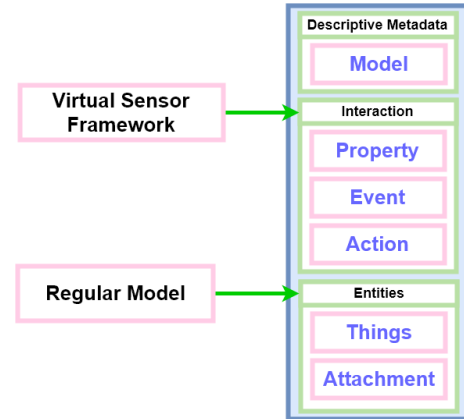 Descriptive Metadata
Model
Virtual Sensor
Framework
Interaction
Property
Event
Action
Regular Model
Entities
Things
Attachment